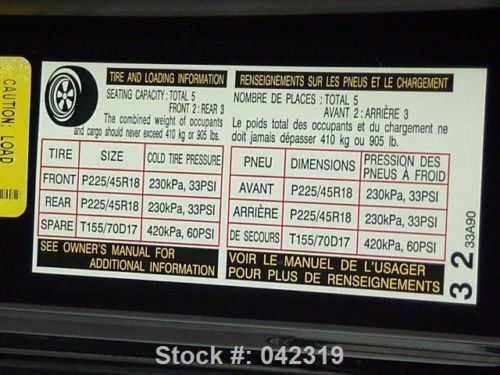 CAUTION: LOAD
TIRE AND LOADING INFORMATION
SEATING CAPACITY: TOTAL 5
FRONT 2: REAR 3
The combined weight of occupants
and cargo should never exceed 410 kg or 905 lbs.
TIRE SIZE COLD TIRE PRESSURE
FRONT P225/45R18 230kPa, 33PSI
REAR P225/45R18 230kPa, 33PSI
SPARE T155/70D17 420kPa, 60PSI
SEE OWNER'S MANUAL FOR
ADDITIONAL INFORMATION
RENSEIGNEMENTS SUR LES PNEUS ET LE CHARGEMENT
NOMBRE DE PLACES : TOTAL 5
AVANT 2 : ARRIÈRE 3
Le poids total des occupants et du chargement ne
doit jamais dépasser 410 kg ou 905 lb.
PNEU DIMENSIONS PRESSION DES
PNEUS À FROID
AVANT P225/45R18 230kPa, 33PSI
ARRIÈRE P225/45R18 230kPa, 33PSI
DE SECOURS T155/70D17 420kPa, 60PSI
VOIR LE MANUEL DE L'USAGER
POUR PLUS DE RENSEIGNEMENTS
3 2 33A90
Stock #: 042319